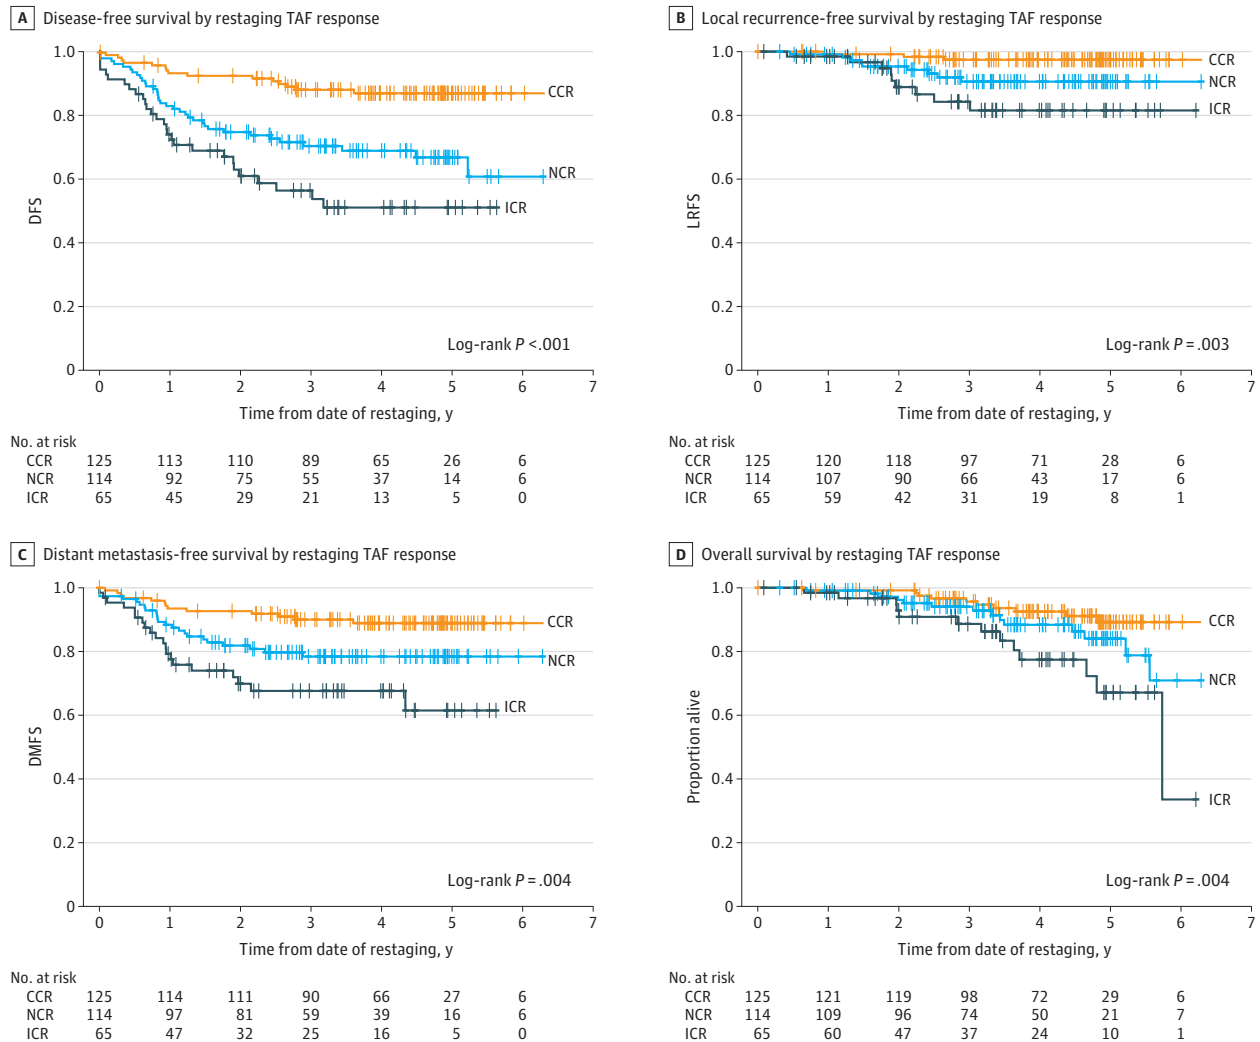 A Disease-free survival by restaging TAF response
1.0
0.8
0.6
0.4
0.2
0
DFS
CCR
NCR
ICR
Log-rank P <.001
0 1 2 3 4 5 6 7
Time from date of restaging, y
No. at risk
CCR 125 113 110 89 65 26 6
NCR 114 92 75 55 37 14 6
ICR 65 45 29 21 13 5 0
B Local recurrence-free survival by restaging TAF response
1.0
0.8
0.6
0.4
0.2
0
LRFS
CCR
NCR
ICR
Log-rank P = .003
0 1 2 3 4 5 6 7
Time from date of restaging, y
No. at risk
CCR 125 120 118 97 71 28 6
NCR 114 107 90 66 43 17 6
ICR 65 59 42 31 19 8 1
C Distant metastasis-free survival by restaging TAF response
1.0
0.8
0.6
0.4
0.2
0
DMFS
CCR
NCR
ICR
Log-rank P = .004
0 1 2 3 4 5 6 7
Time from date of restaging, y
No. at risk
CCR 125 114 111 90 66 27 6
NCR 114 97 81 59 39 16 6
ICR 65 47 32 25 16 5 0
D Overall survival by restaging TAF response
1.0
0.8
0.6
0.4
0.2
0
Proportion alive
CCR
NCR
ICR
Log-rank P = .004
0 1 2 3 4 5 6 7
Time from date of restaging, y
No. at risk
CCR 125 121 119 98 72 29 6
NCR 114 109 96 74 50 21 7
ICR 65 60 47 37 24 10 1